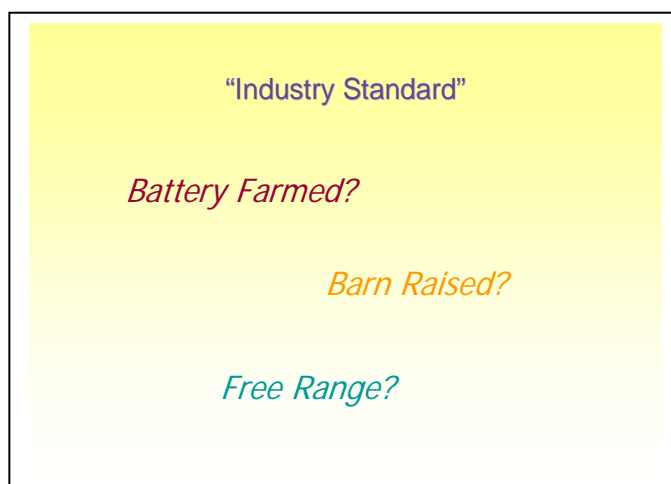 “Industry Standard”
Battery Farmed?
Barn Raised?
Free Range?